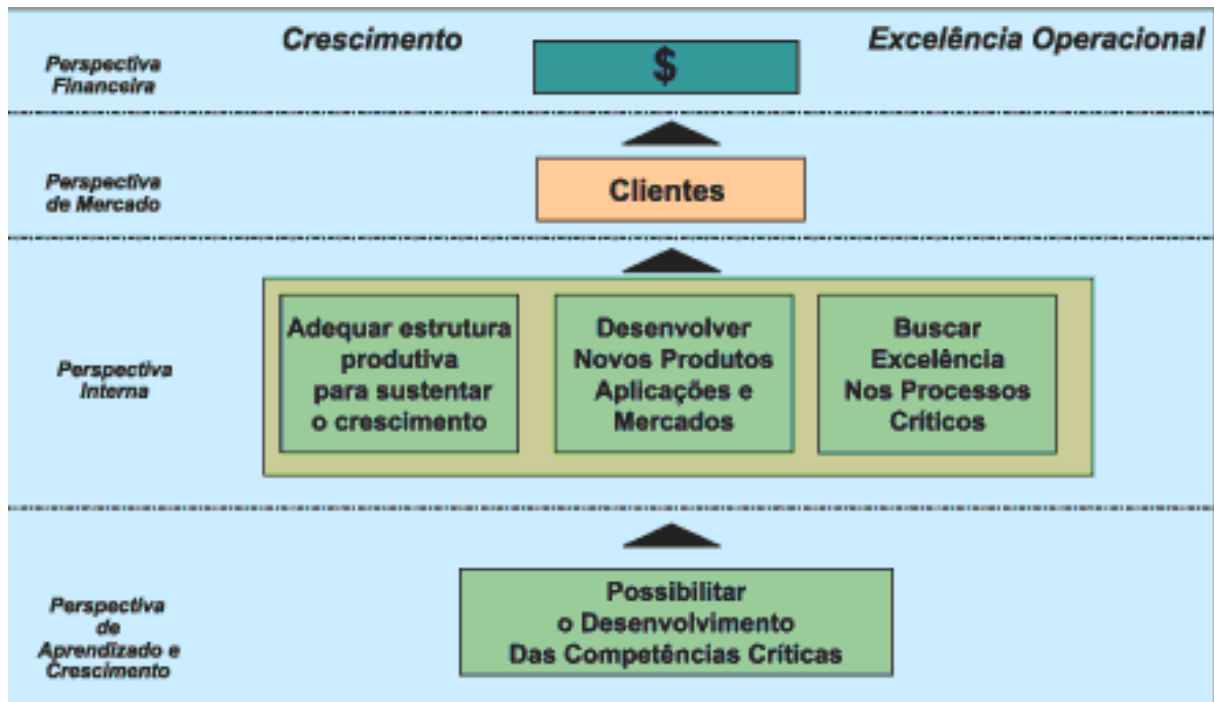 Crescimento
Excelência Operacional
Perspectiva
Financeira
$
Perspectiva
de Mercado
Clientes
Perspectiva
Interna
Adequar estrutura
produtiva
para sustentar
o crescimento
Desenvolver
Novos Produtos
Aplicações e
Mercados
Buscar
Excelência
Nos Processos
Críticos
Perspectiva
de
Aprendizado e
Crescimento
Possibilitar
o Desenvolvimento
Das Competências Críticas